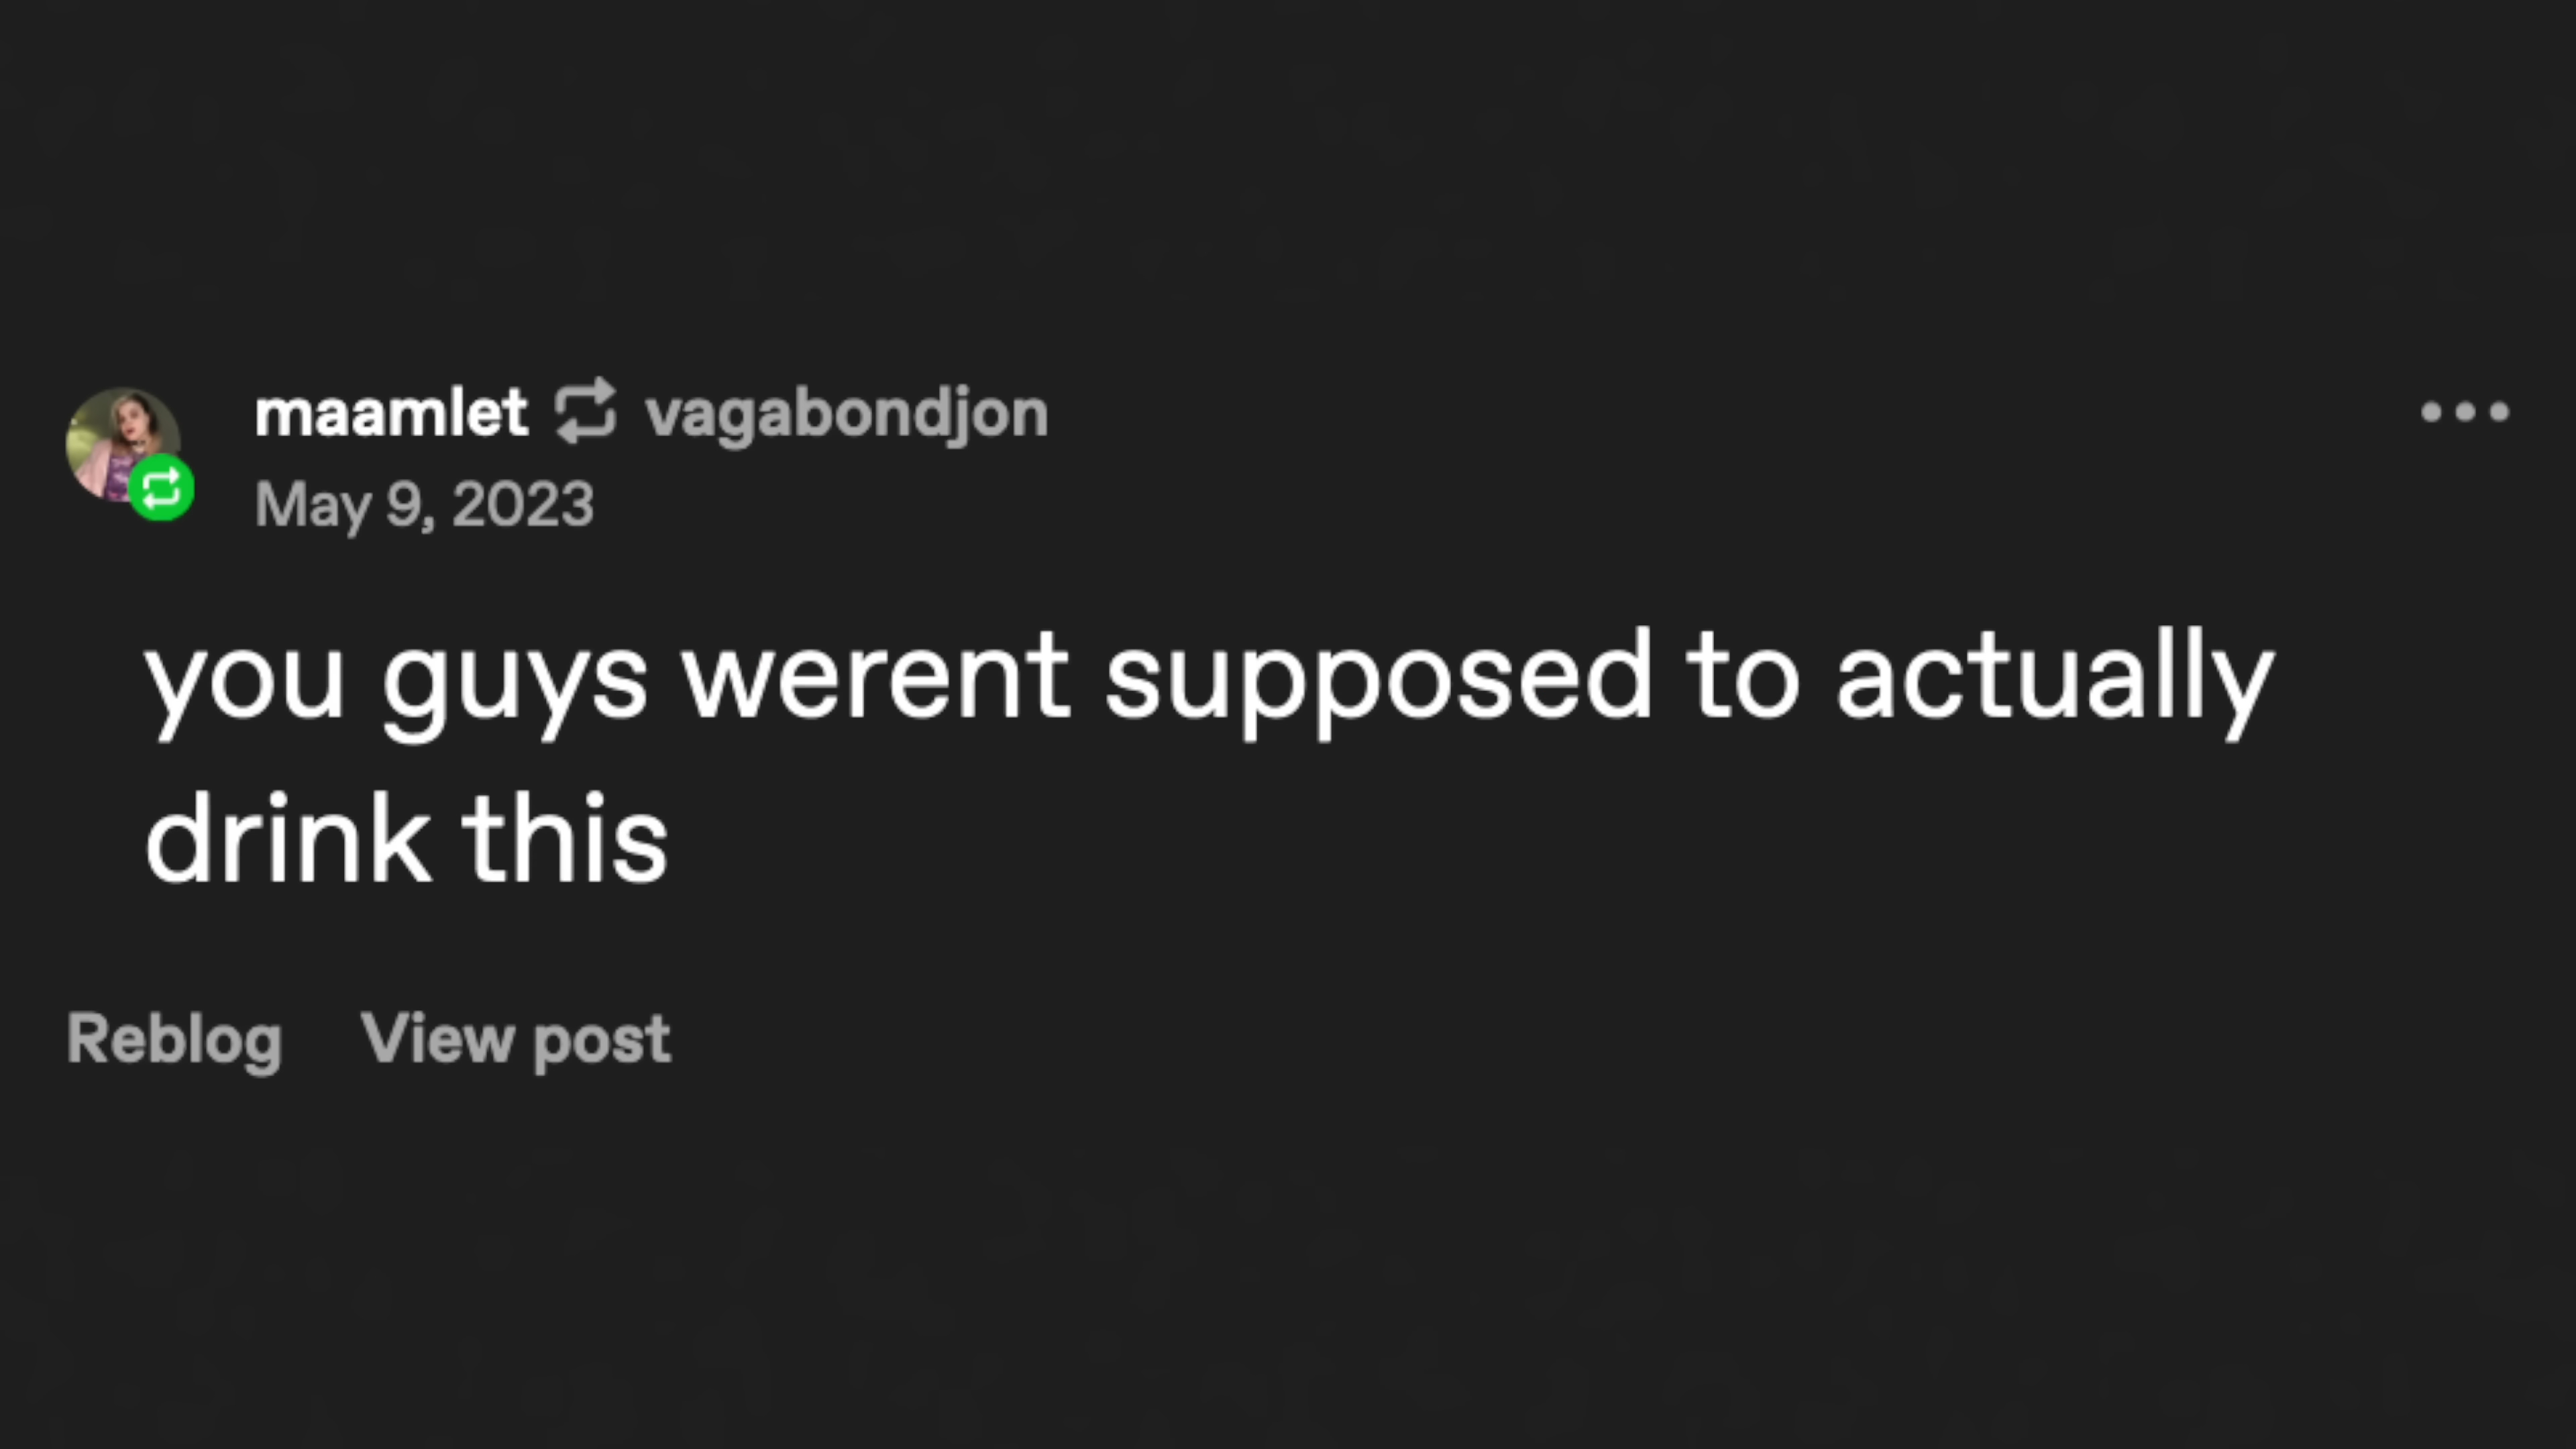 maamlet vagabondjon
May 9, 2023
you guys werent supposed to actually
drink this
Reblog View post